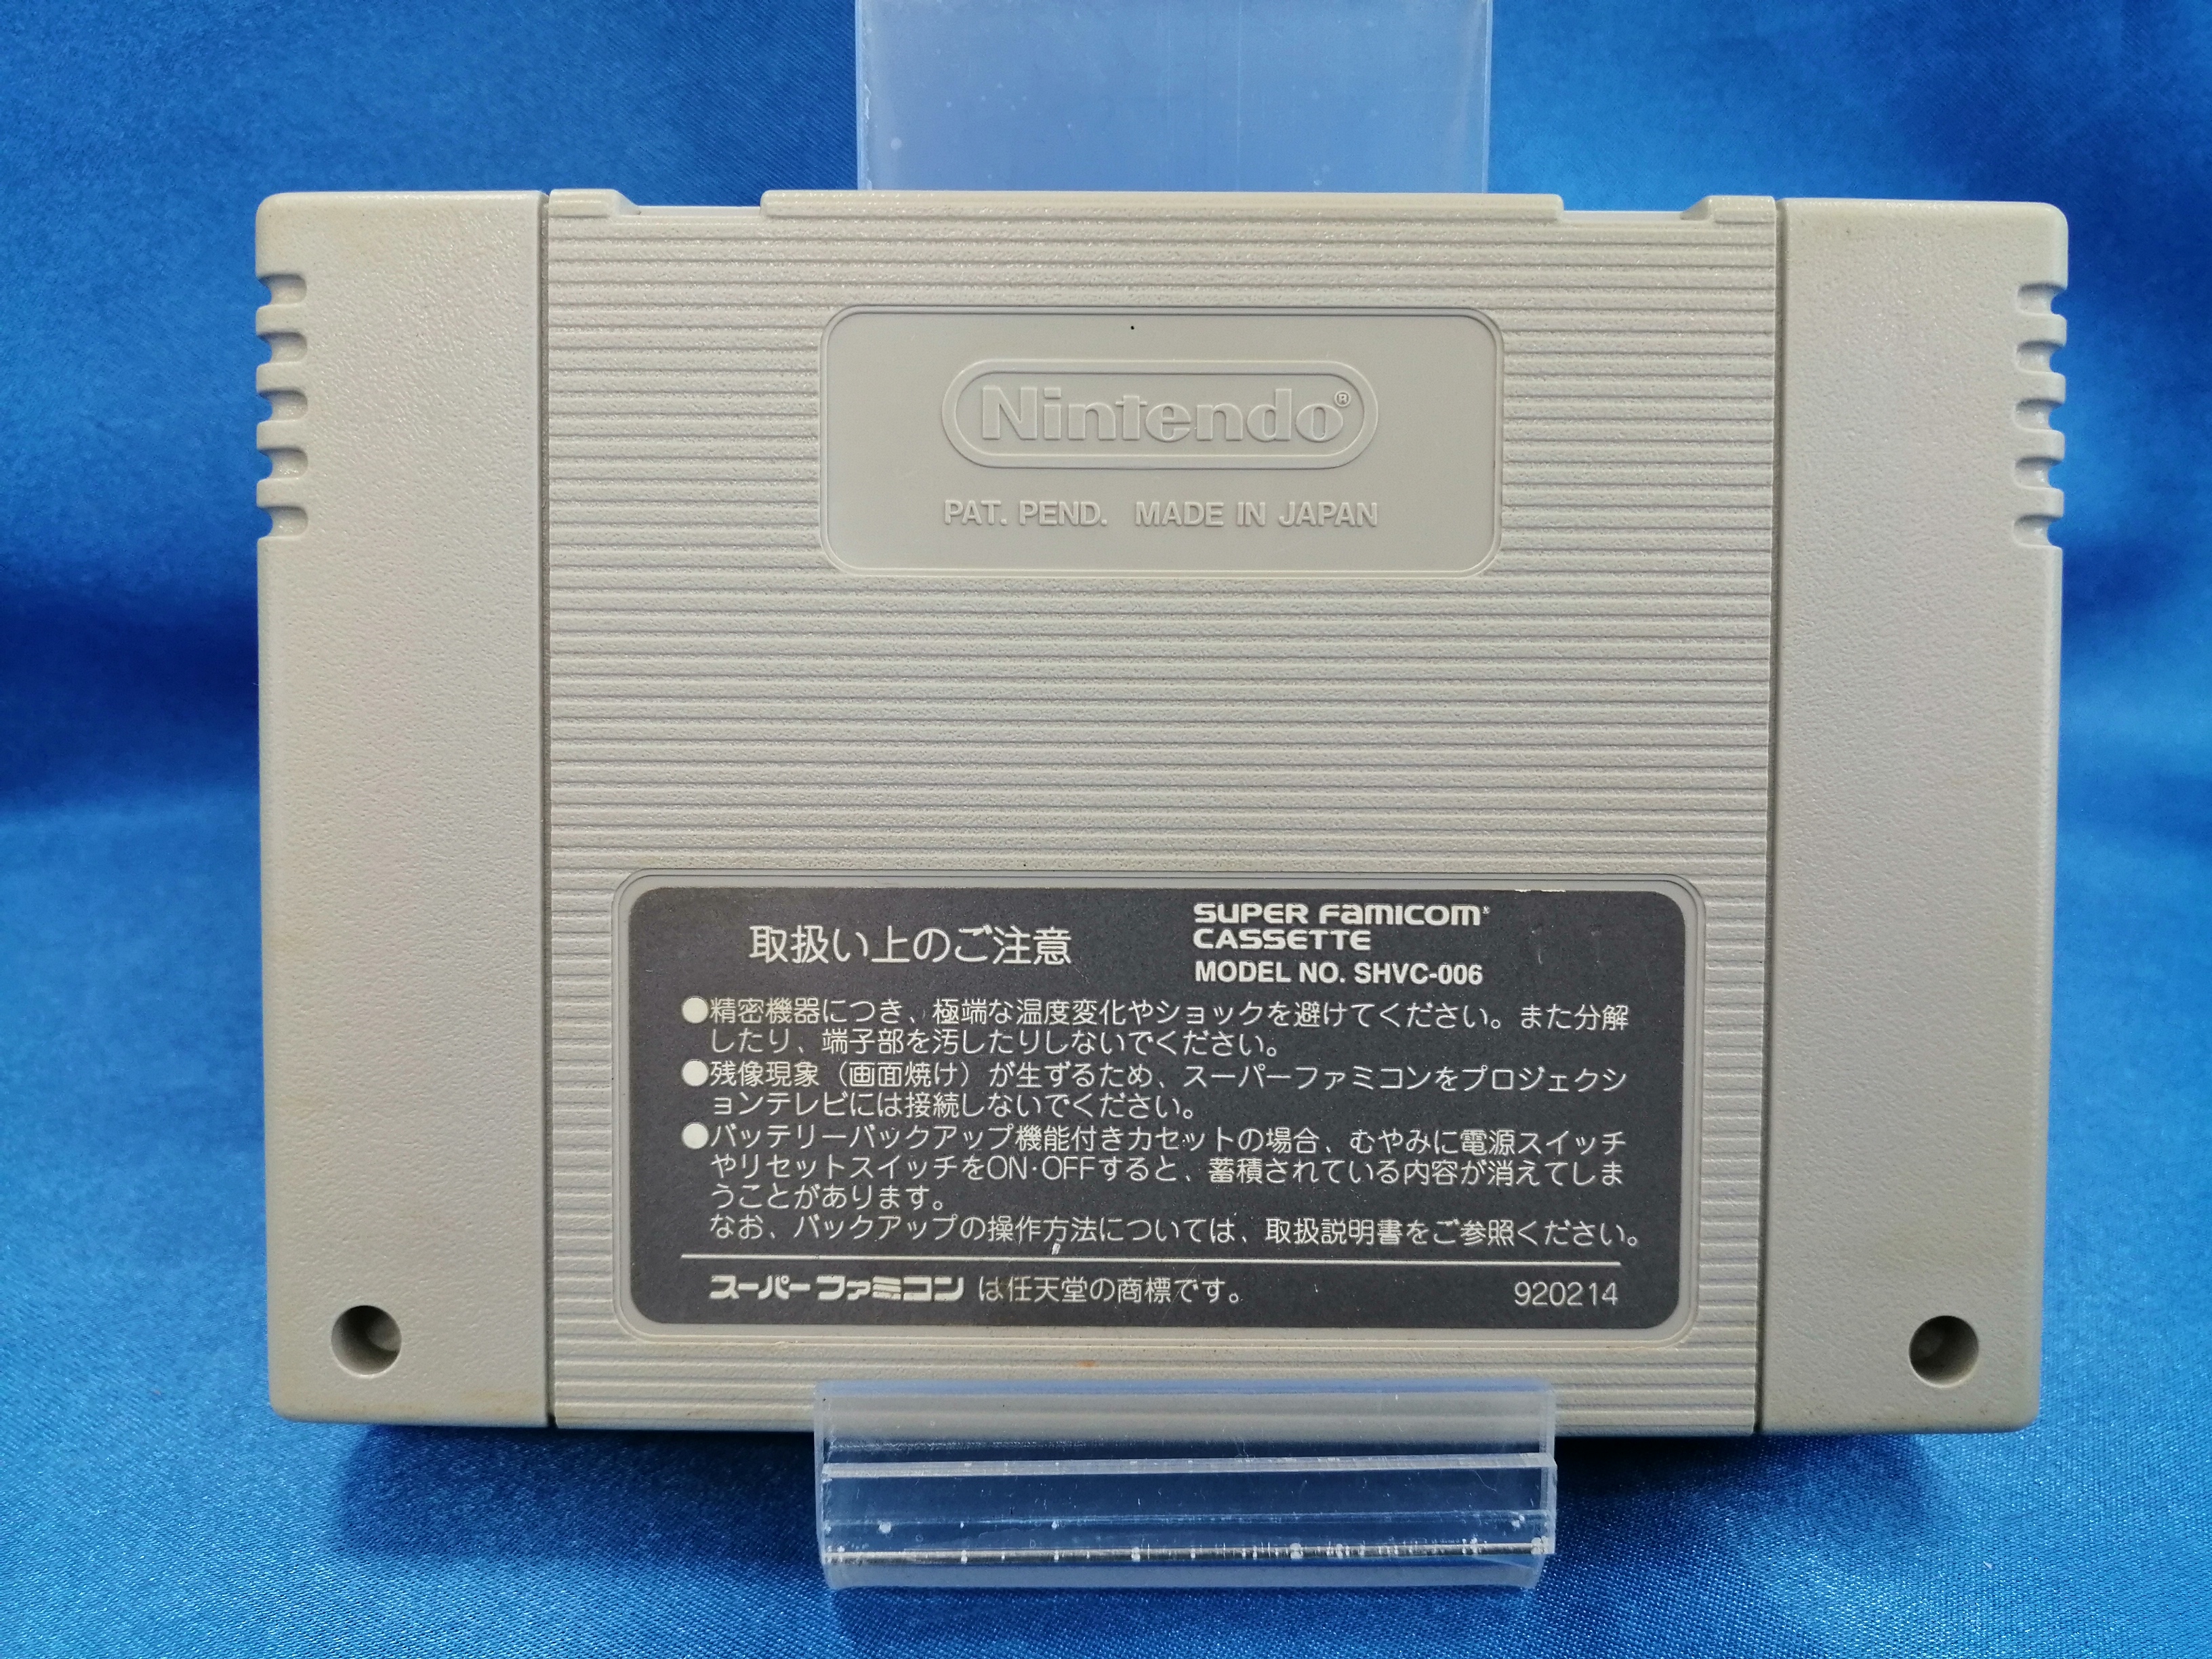 Nintendo®
PAT. PEND. MADE IN JAPAN
取扱い上のご注意
SUPER FAMICOM
CASSETTE
MODEL NO. SHVC-006
●精密機器につき、極端な温度変化やショックを避けてください。また分解
したり、端子部を汚したりしないでください。
●残像現象（画面焼け）が生ずるため、スーパーファミコンをプロジェクシ
ョンテレビには接続しないでください。
●バッテリーバックアップ機能付きカセットの場合、むやみに電源スイッチ
やリセットスイッチをON・OFFすると、蓄積されている内容が消えてしま
うことがあります。
なお、バックアップの操作方法については、取扱説明書をご参照ください。
スーパーファミコン は任天堂の商標です。
920214